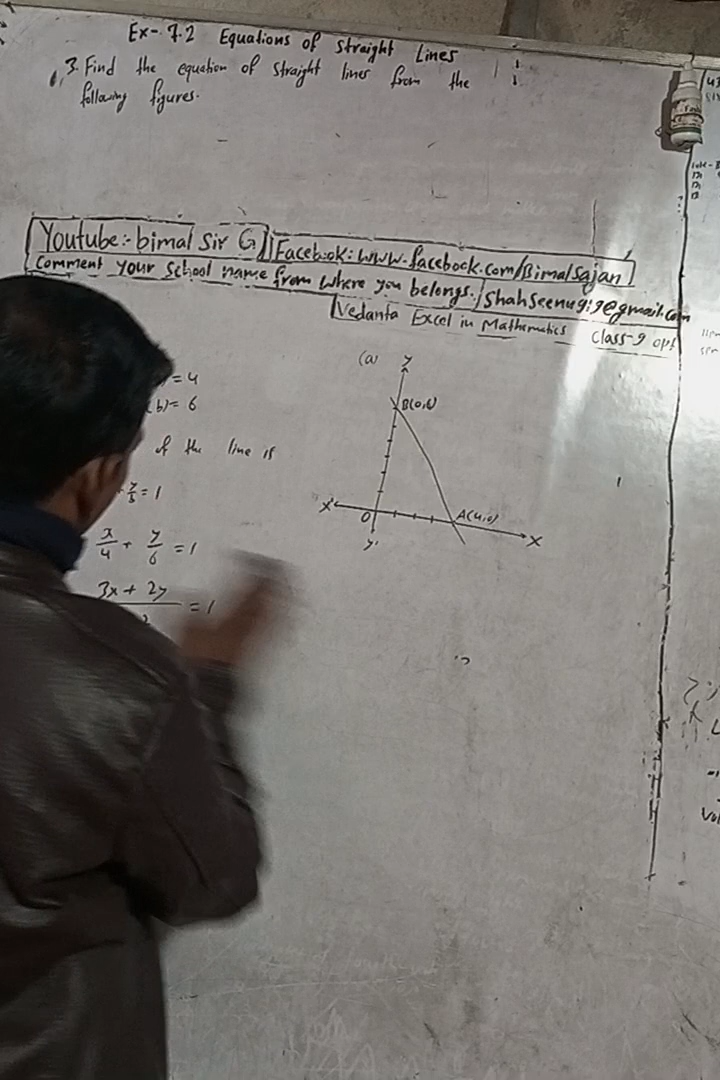 Ex-7.2 Equations of Straight Lines
3. Find the equation of straight lines from the
following figures.
Youtube:- bimal Sir G
Facebook: www.facebook.com/Bimalsajan
Comment your School name from where you belongs.
Vedanta Excel in Mathematics Class-9 opt
(a)
y
B(0,6)
X'
O
A(4,0)
X
y'
= 4
(b) = 6
of the line is
= 1
x/4 + y/6 = 1
3x + 2y
= 1